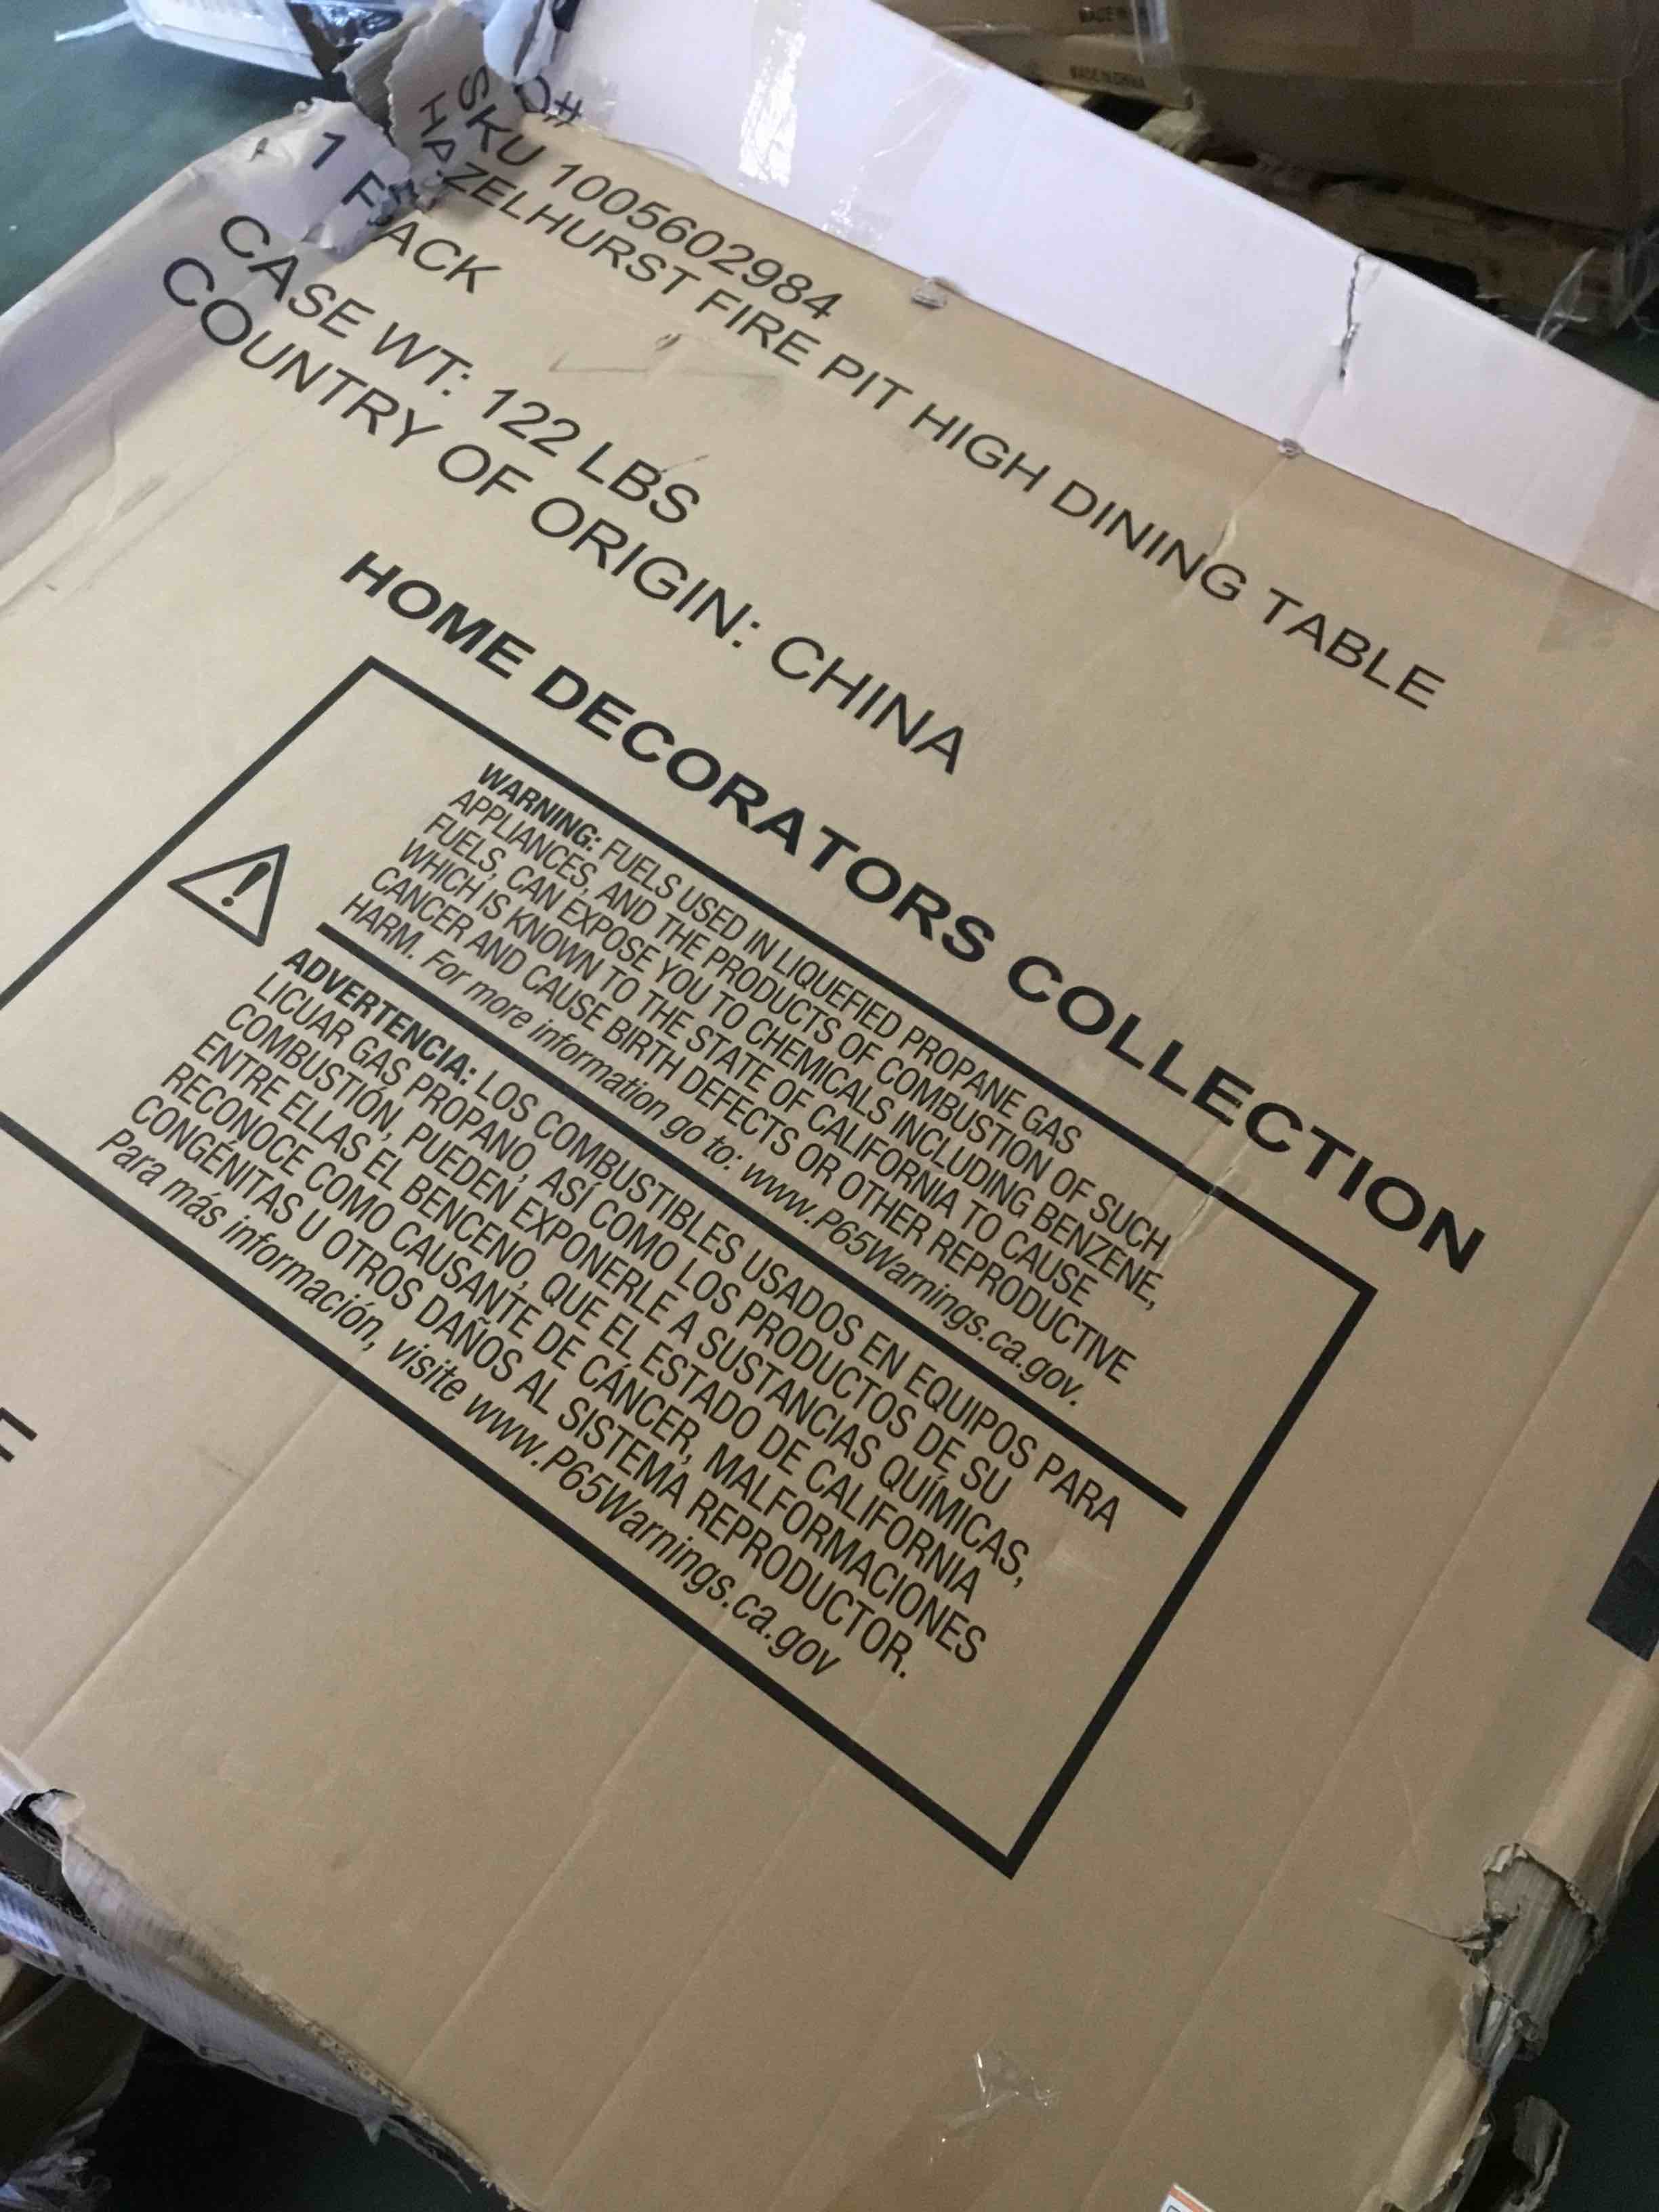 O#
SKU 1005602984
HAZELHURST FIRE PIT HIGH DINING TABLE
1 PACK
CASE WT: 122 LBS
COUNTRY OF ORIGIN: CHINA
HOME DECORATORS COLLECTION
WARNING: FUELS USED IN LIQUEFIED PROPANE GAS
APPLIANCES, AND THE PRODUCTS OF COMBUSTION OF SUCH
FUELS, CAN EXPOSE YOU TO CHEMICALS INCLUDING BENZENE,
WHICH IS KNOWN TO THE STATE OF CALIFORNIA TO CAUSE
CANCER AND CAUSE BIRTH DEFECTS OR OTHER REPRODUCTIVE
HARM. For more information go to: www.P65Warnings.ca.gov.
ADVERTENCIA: LOS COMBUSTIBLES USADOS EN EQUIPOS PARA
LICUAR GAS PROPANO, ASÍ COMO LOS PRODUCTOS DE SU
COMBUSTIÓN, PUEDEN EXPONERLE A SUSTANCIAS QUÍMICAS,
ENTRE ELLAS EL BENCENO, QUE EL ESTADO DE CALIFORNIA
RECONOCE COMO CAUSANTE DE CÁNCER, MALFORMACIONES
CONGÉNITAS U OTROS DAÑOS AL SISTEMA REPRODUCTOR.
Para más información, visite www.P65Warnings.ca.gov
MADE IN CHINA